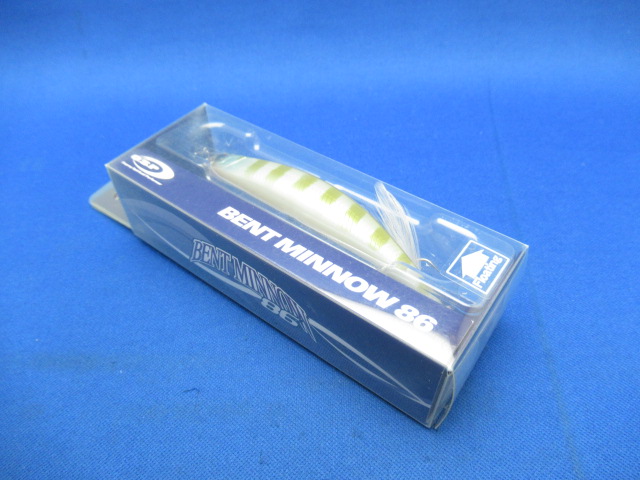 O.S.P
BENT MINNOW 86
Floating
BENT MINNOW
86